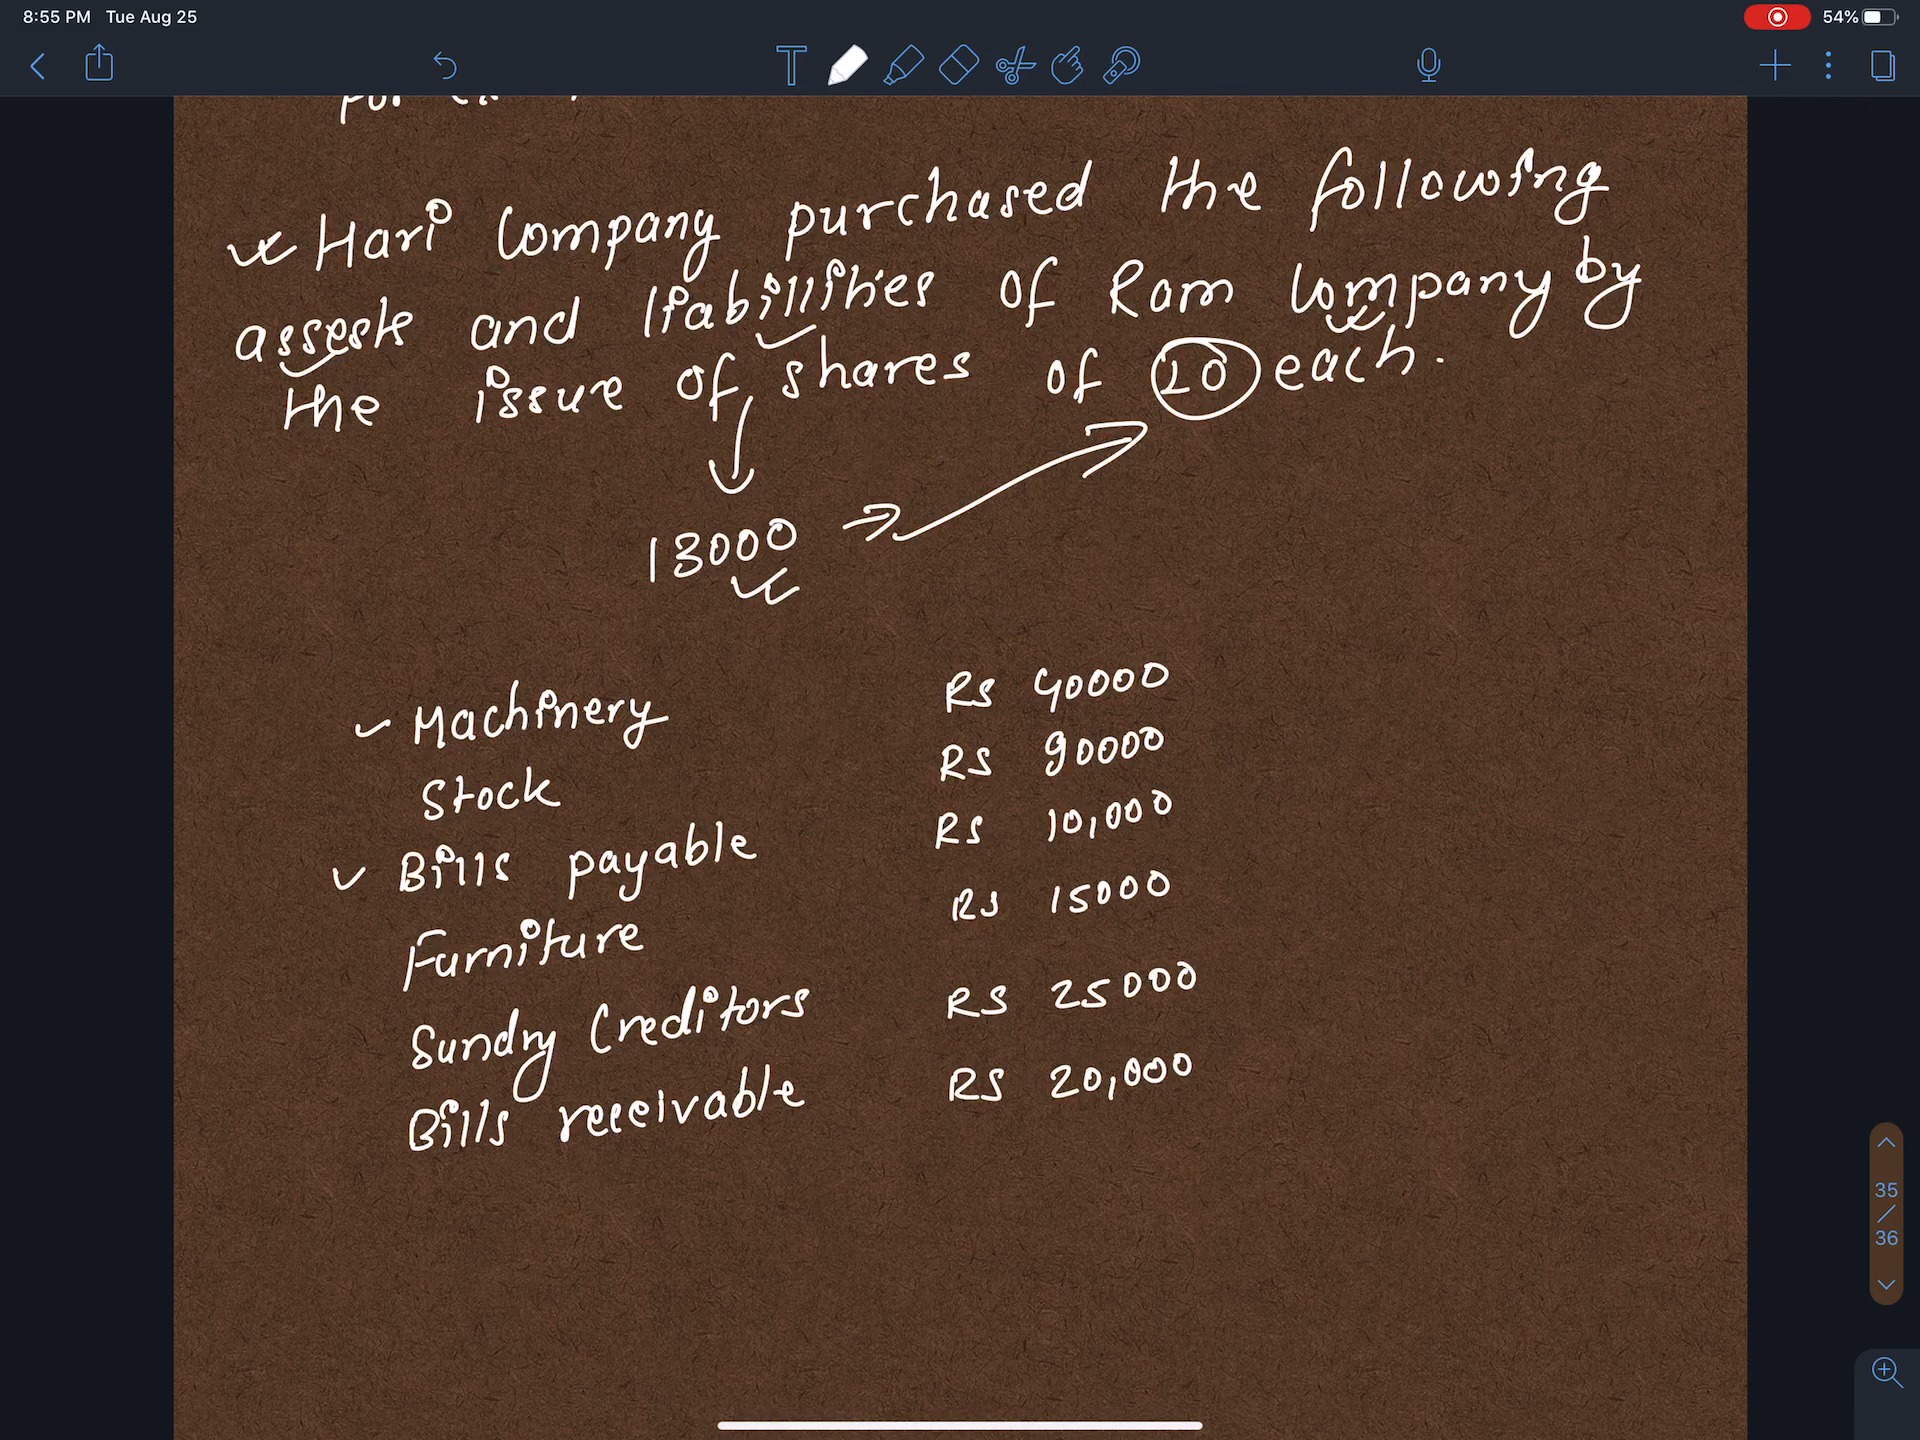 8:55 PM Tue Aug 25
54%
Hari Company purchased the following
assests and liabilities of Ram Company by
the issue of shares of 10 each.
13000
Machinery Rs 40000
Stock Rs 90000
Bills payable Rs 10,000
Furniture Rs 15000
Sundry Creditors Rs 25000
Bills receivable Rs 20,000
35
/
36